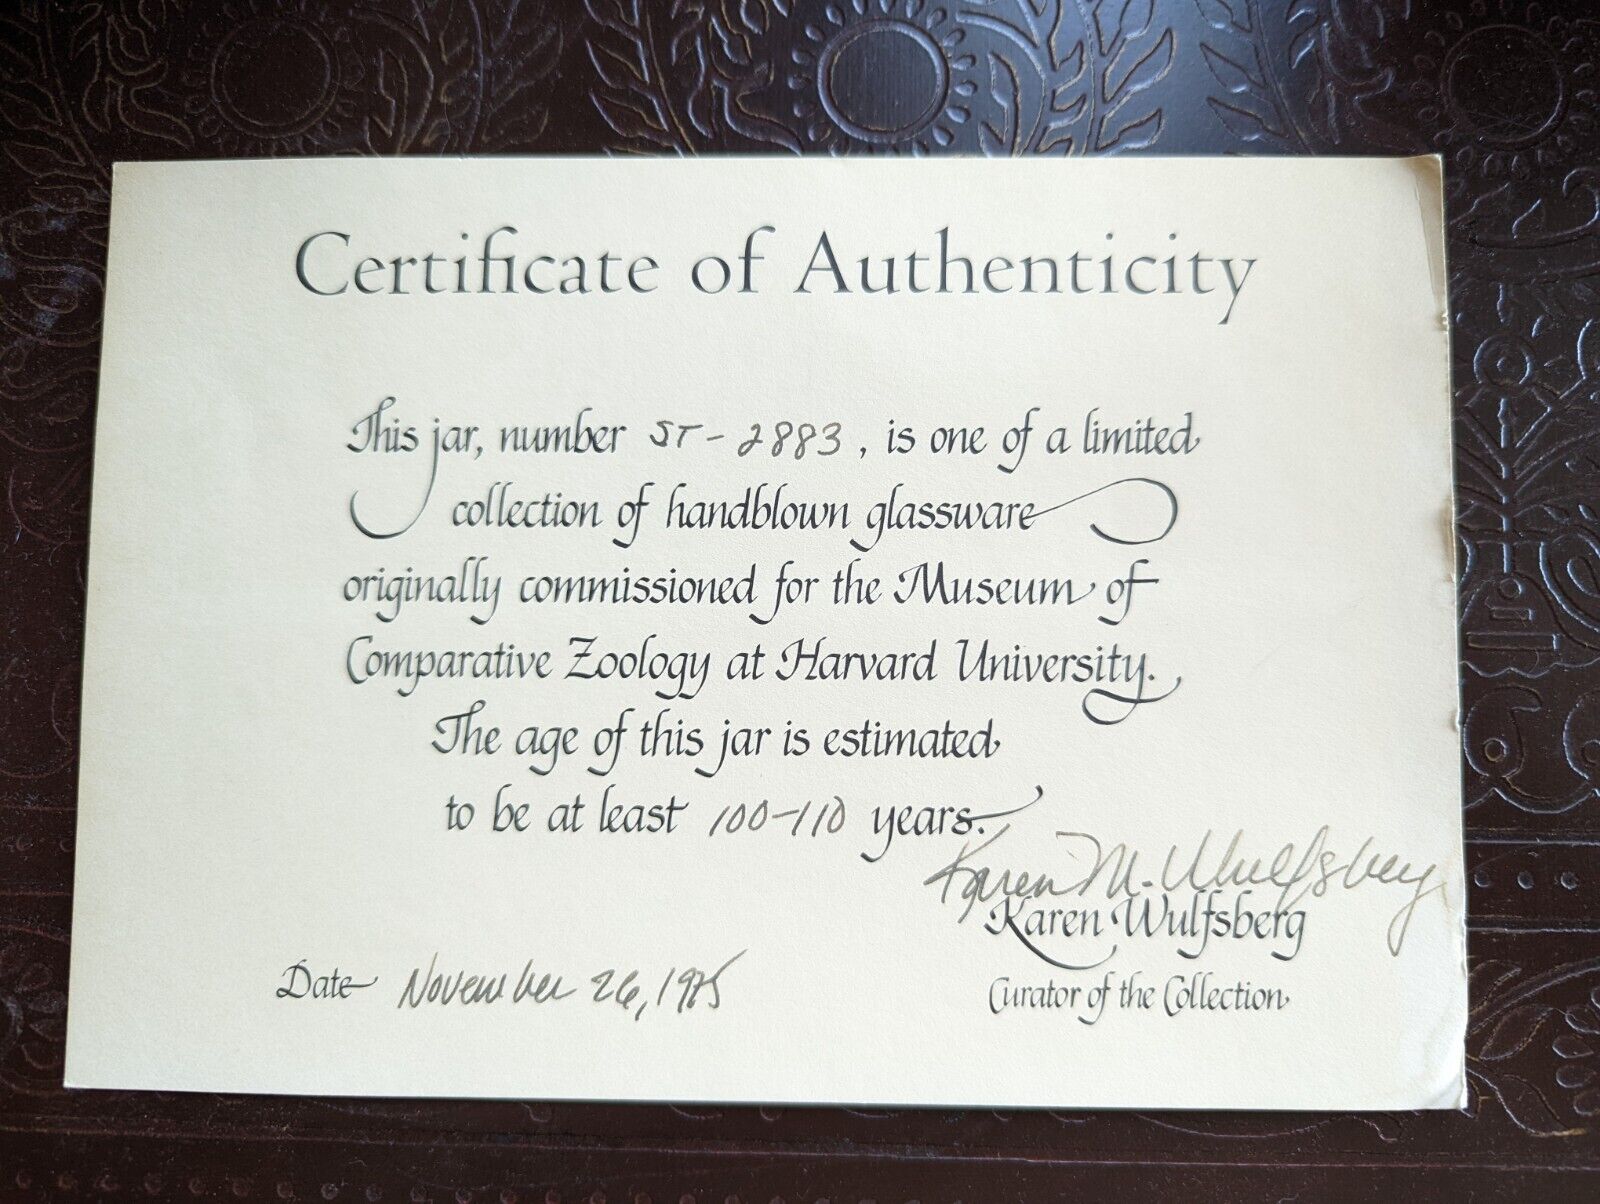 Certificate of Authenticity
This jar, number ST-2883, is one of a limited
collection of handblown glassware
originally commissioned for the Museum of
Comparative Zoology at Harvard University.
The age of this jar is estimated
to be at least 100-110 years.
Karen M. Wulfsberg
Karen Wulfsberg
Date November 26, 1975
Curator of the Collection